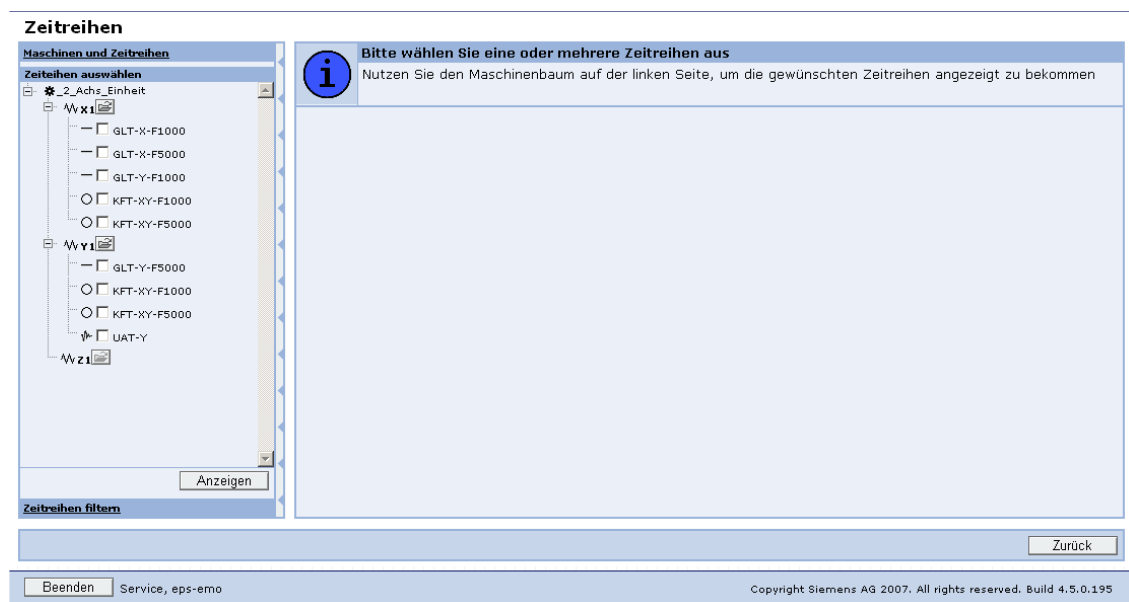 Zeitreihen
Maschinen und Zeitreihen
Zeiteihen auswählen
_2_Achs_Einheit
X1
GLT-X-F1000
GLT-X-F5000
GLT-Y-F1000
KFT-XY-F1000
KFT-XY-F5000
Y1
GLT-Y-F5000
KFT-XY-F1000
KFT-XY-F5000
UAT-Y
Z1
Anzeigen
Zeitreihen filtern
i
Bitte wählen Sie eine oder mehrere Zeitreihen aus
Nutzen Sie den Maschinenbaum auf der linken Seite, um die gewünschten Zeitreihen angezeigt zu bekommen
Zurück
Beenden
Service, eps-emo
Copyright Siemens AG 2007. All rights reserved. Build 4.5.0.195